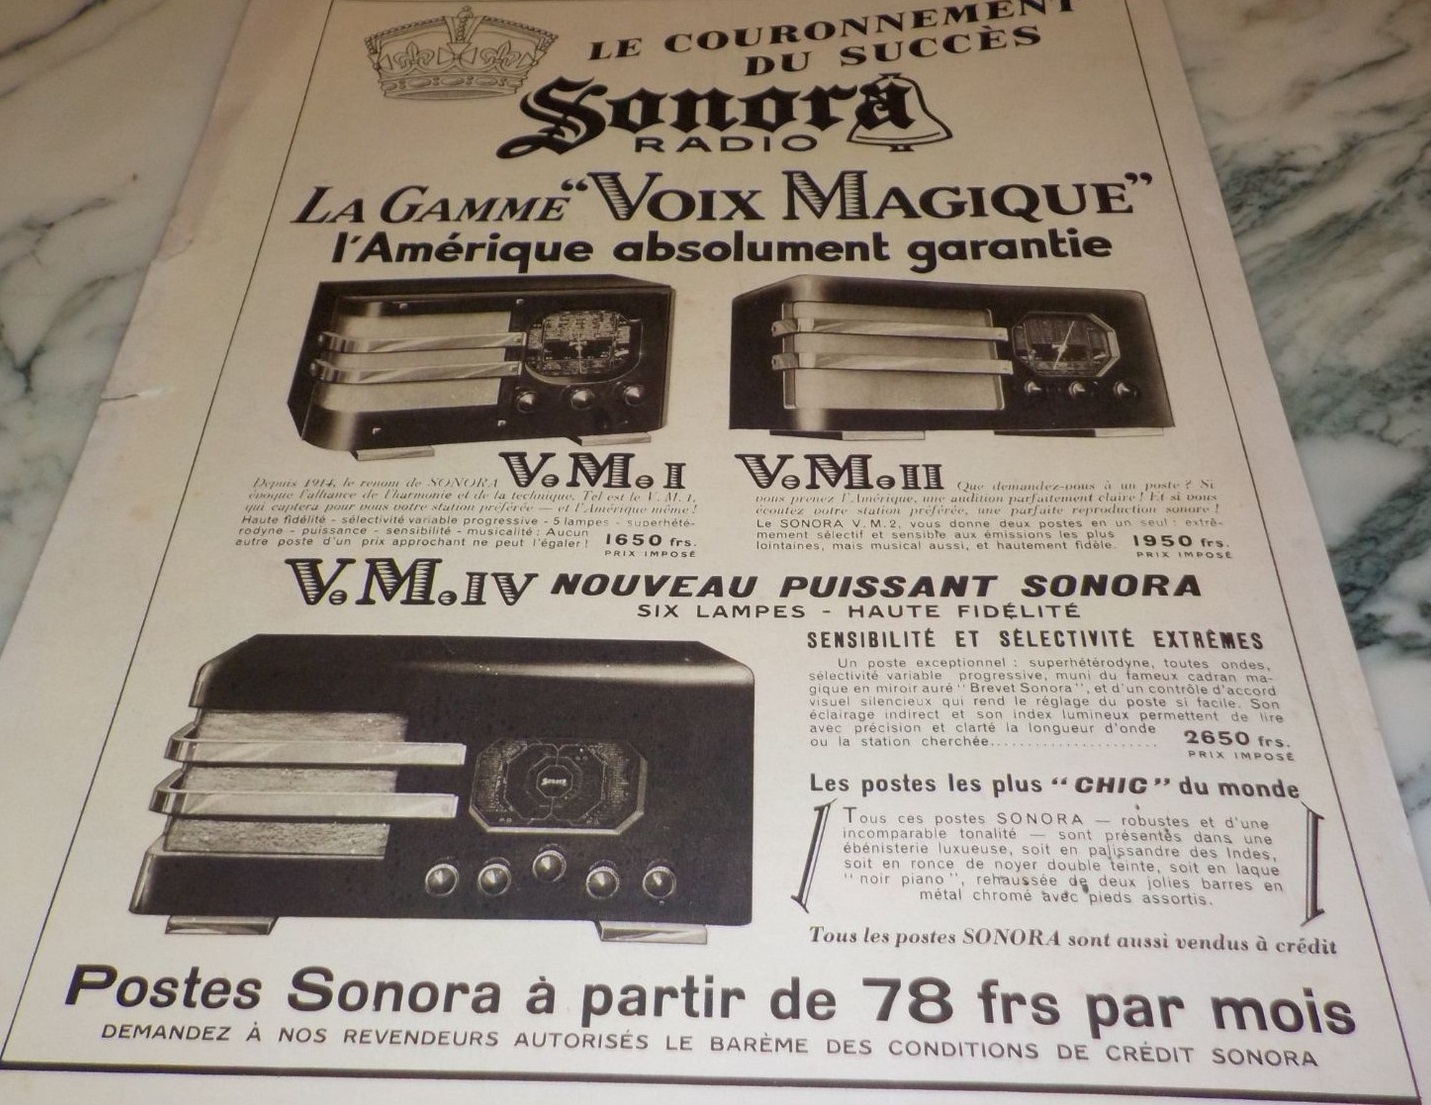 LE COURONNEMENT
DU SUCCÈS
Sonora
RADIO
LA GAMME "VOIX MAGIQUE"
l'Amérique absolument garantie
V.M.I
Depuis 1914, le renom de SONORA
évoque l'alliance de l'harmonie et de la technique. Tel est le V.M.1,
qui captera pour vous votre station préférée — et l'Amérique même !
Haute fidélité - sélectivité variable progressive - 5 lampes - superhété-
rodyne - puissance - sensibilité - musicalité : Aucun
autre poste d'un prix approchant ne peut l'égaler !
1650 frs.
PRIX IMPOSÉ
V.M.II
Que demandez-vous à un poste ? Si
vous prenez l'Amérique, une audition parfaitement claire ! Et si vous
écoutez votre station préférée, une parfaite reproduction sonore !
Le SONORA V.M.2, vous donne deux postes en un seul : extrê-
mement sélectif et sensible aux émissions les plus
lointaines, mais musical aussi, et hautement fidèle.
1950 frs.
PRIX IMPOSÉ
V.M.IV NOUVEAU PUISSANT SONORA
SIX LAMPES - HAUTE FIDÉLITÉ
SENSIBILITÉ ET SÉLECTIVITÉ EXTRÊMES
Un poste exceptionnel : superhétérodyne, toutes ondes,
sélectivité variable progressive, muni du fameux cadran ma-
gique en miroir auré "Brevet Sonora", et d'un contrôle d'accord
visuel silencieux qui rend le réglage du poste si facile. Son
éclairage indirect et son index lumineux permettent de lire
avec précision et clarté la longueur d'onde
ou la station cherchée......................
2650 frs.
PRIX IMPOSÉ
Les postes les plus "CHIC" du monde
Tous ces postes SONORA — robustes et d'une
incomparable tonalité — sont présentés dans une
ébénisterie luxueuse, soit en palissandre des Indes,
soit en ronce de noyer double teinte, soit en laque
"noir piano", rehaussée de deux jolies barres en
métal chromé avec pieds assortis.
Tous les postes SONORA sont aussi vendus à crédit
Postes Sonora à partir de 78 frs par mois
DEMANDEZ À NOS REVENDEURS AUTORISÉS LE BARÈME DES CONDITIONS DE CRÉDIT SONORA